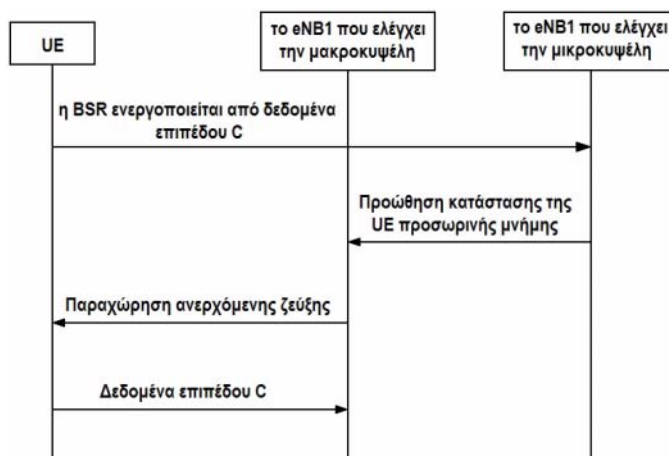 UE
το eNB1 που ελέγχει
την μακροκυψέλη
το eNB1 που ελέγχει
την μικροκυψέλη
η BSR ενεργοποιείται από δεδομένα
επιπέδου C
Προώθηση κατάστασης της
UE προσωρινής μνήμης
Παραχώρηση ανερχόμενης ζεύξης
Δεδομένα επιπέδου C